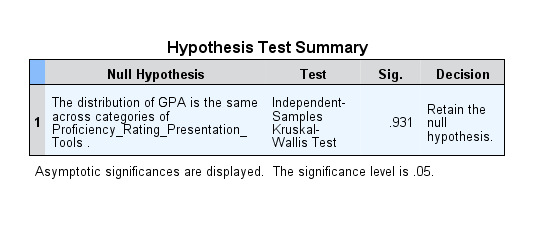 Hypothesis Test Summary
Null Hypothesis Test Sig. Decision
1
The distribution of GPA is the same
across categories of
Proficiency_Rating_Presentation_
Tools .
Independent-
Samples
Kruskal-
Wallis Test
.931
Retain the
null
hypothesis.
Asymptotic significances are displayed. The significance level is .05.